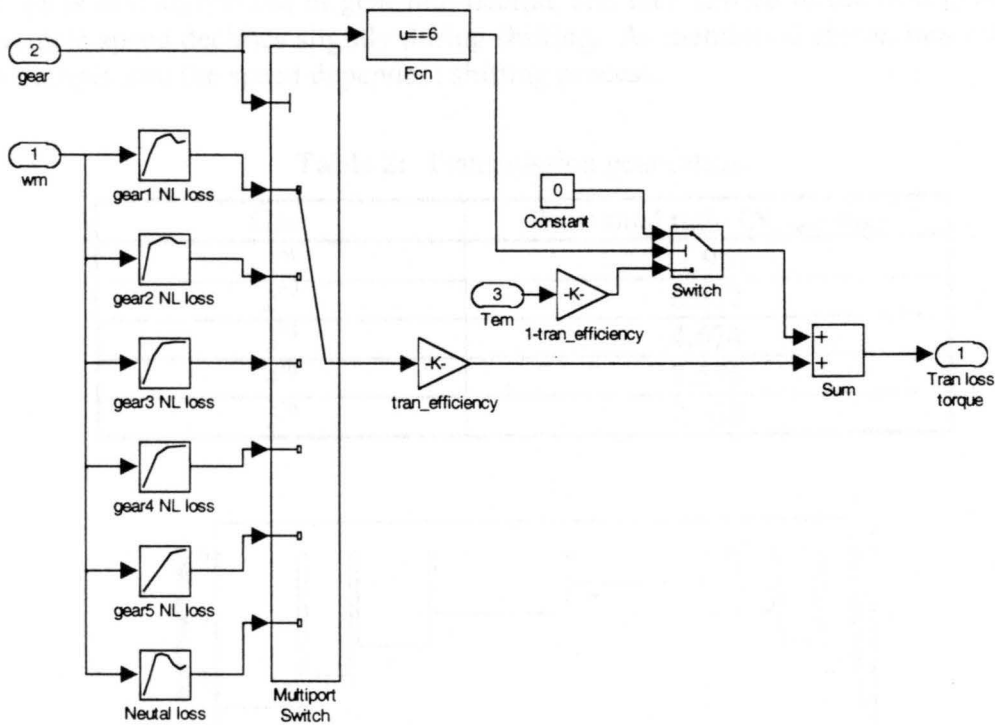 2
gear
u==6
Fcn
1
wm
gear1 NL loss
gear2 NL loss
gear3 NL loss
gear4 NL loss
gear5 NL loss
Neutal loss
Multiport
Switch
-K-
tran_efficiency
0
Constant
3
Tem
-K-
1-tran_efficiency
Switch
+
+
Sum
1
Tran loss
torque